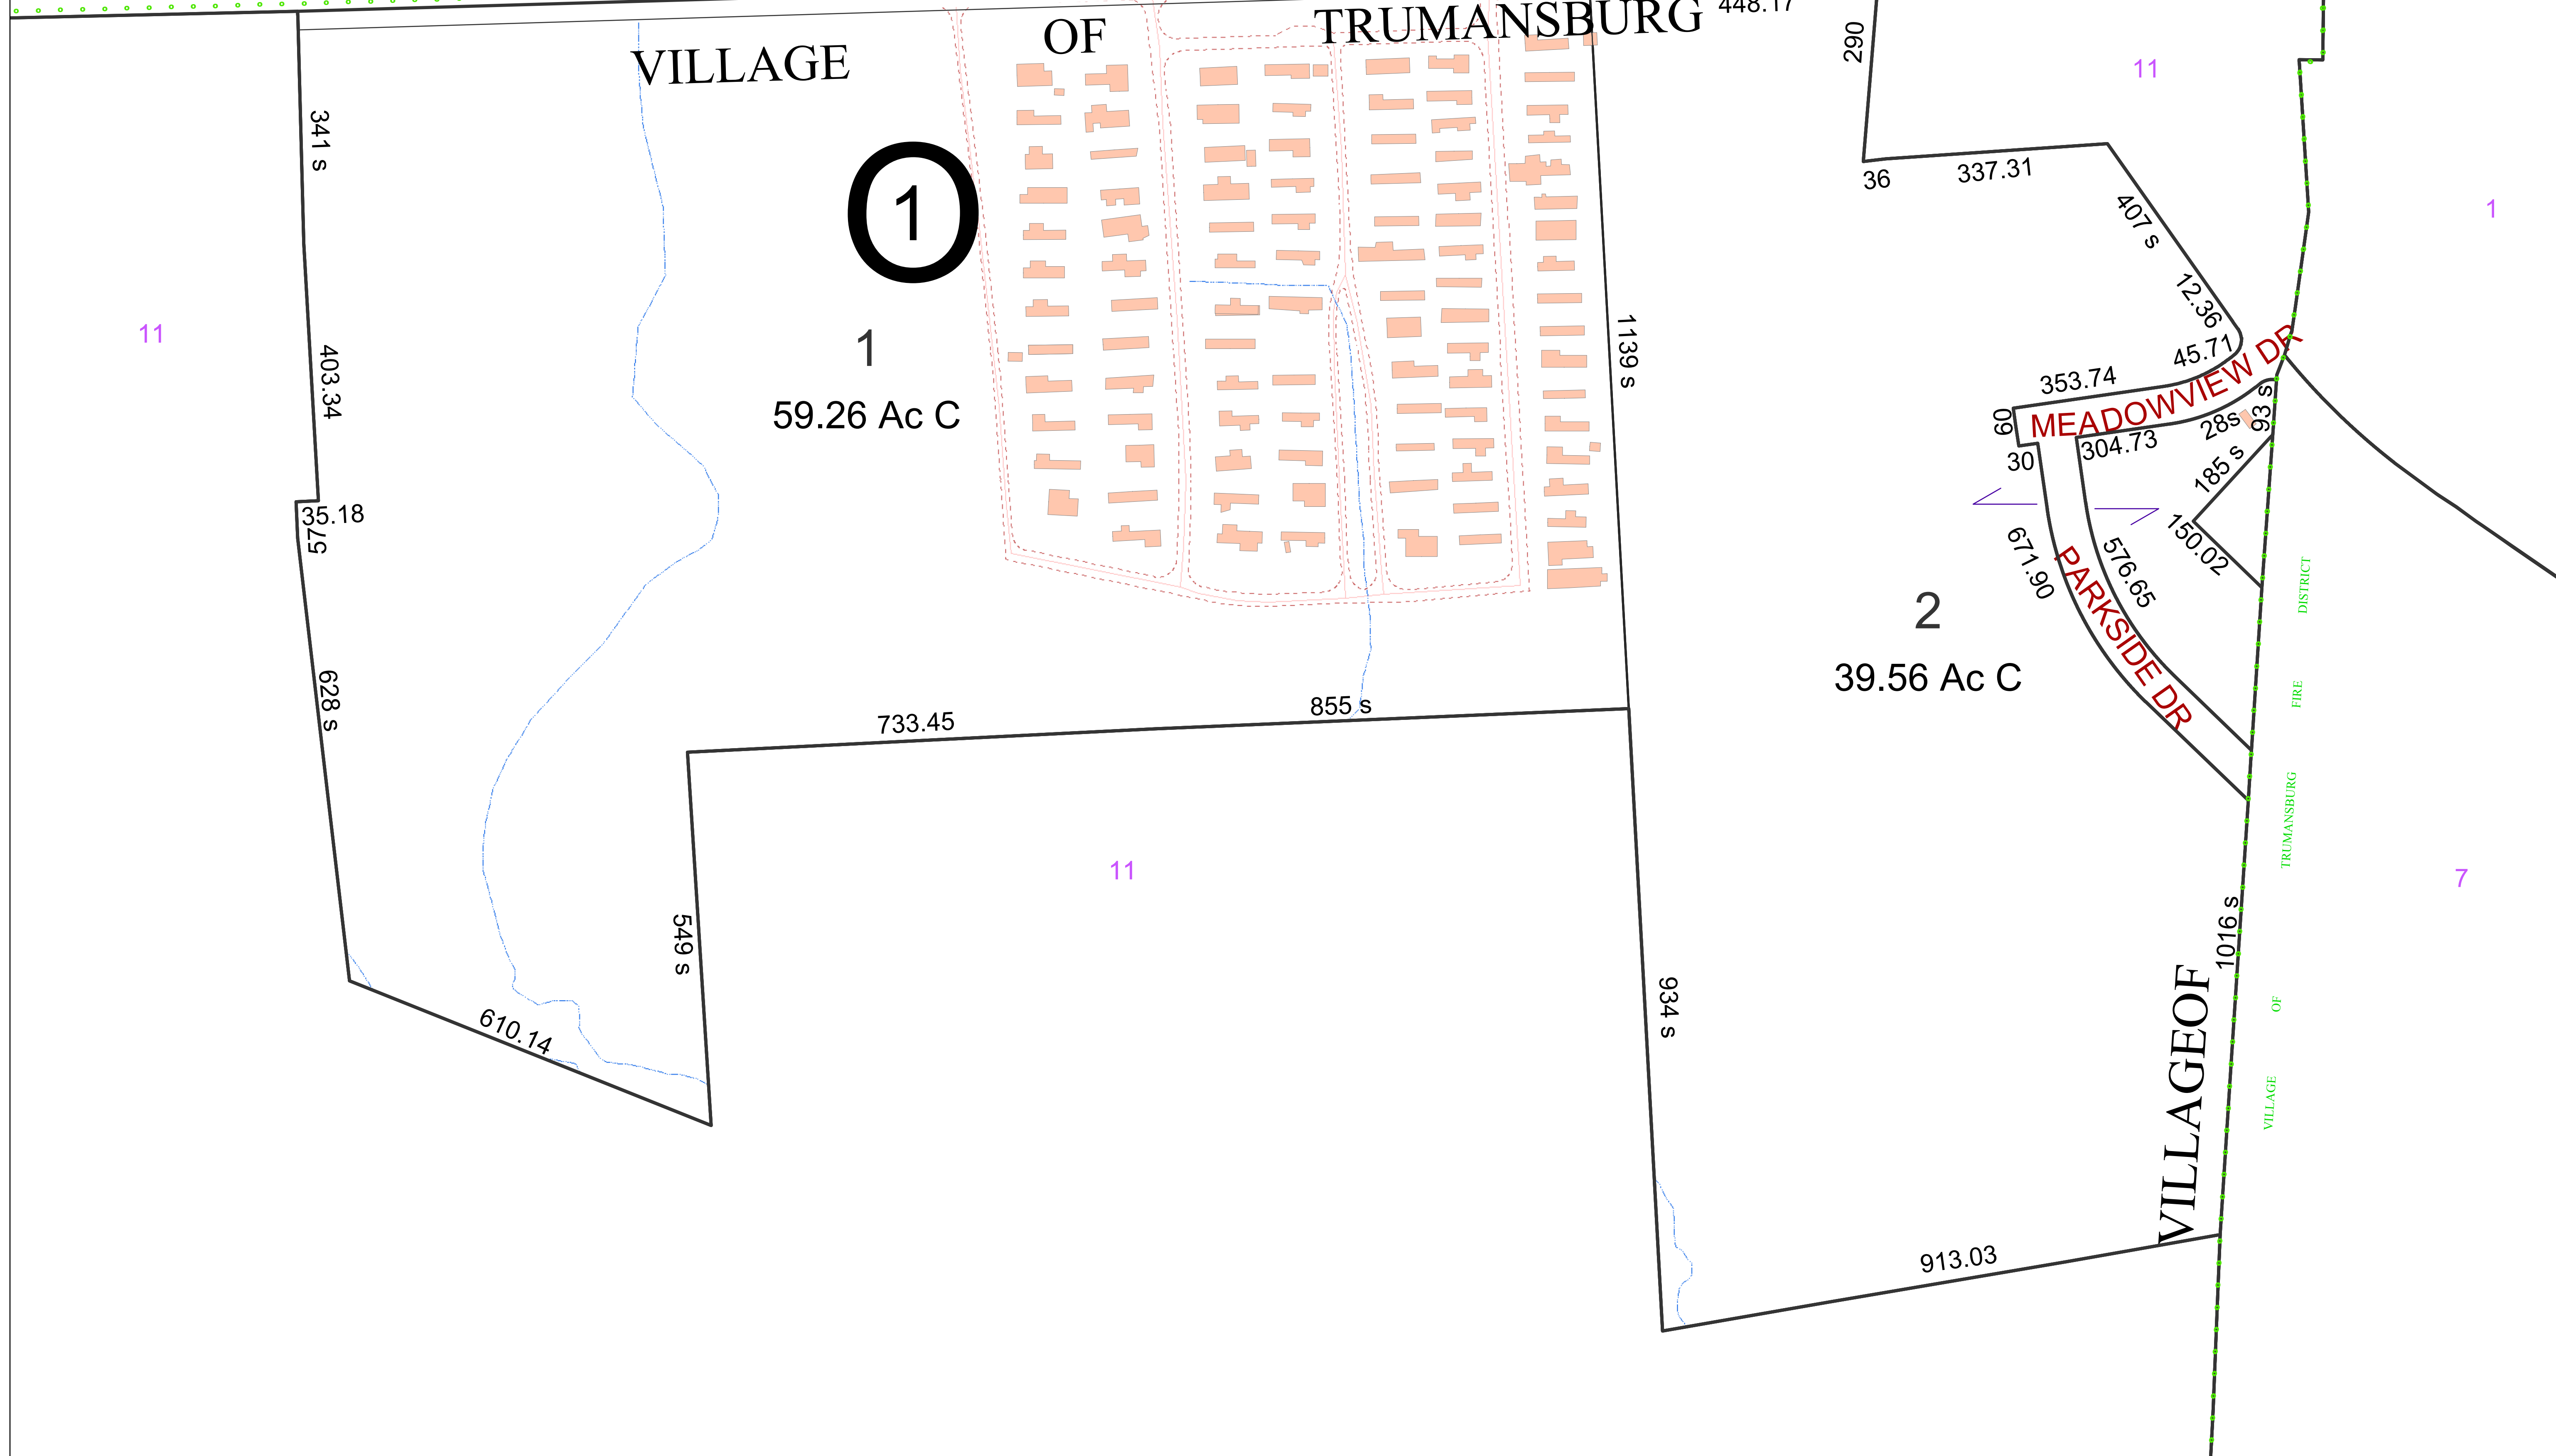 VILLAGE OF TRUMANSBURG
448.17
290
11
341 s
1
36
337.31
407 s
1
12.36
11
403.34
1
59.26 Ac C
1139 s
MEADOWVIEW DR
45.71
353.74
60
304.73
28s
93 s
30
185 s
35.18
575
150.02
671.90
576.65
PARKSIDE DR
2
39.56 Ac C
628 s
733.45
855 s
11
7
549 s
934 s
1016 s
610.14
913.03
VILLAGEOF
VILLAGE OF TRUMANSBURG FIRE DISTRICT